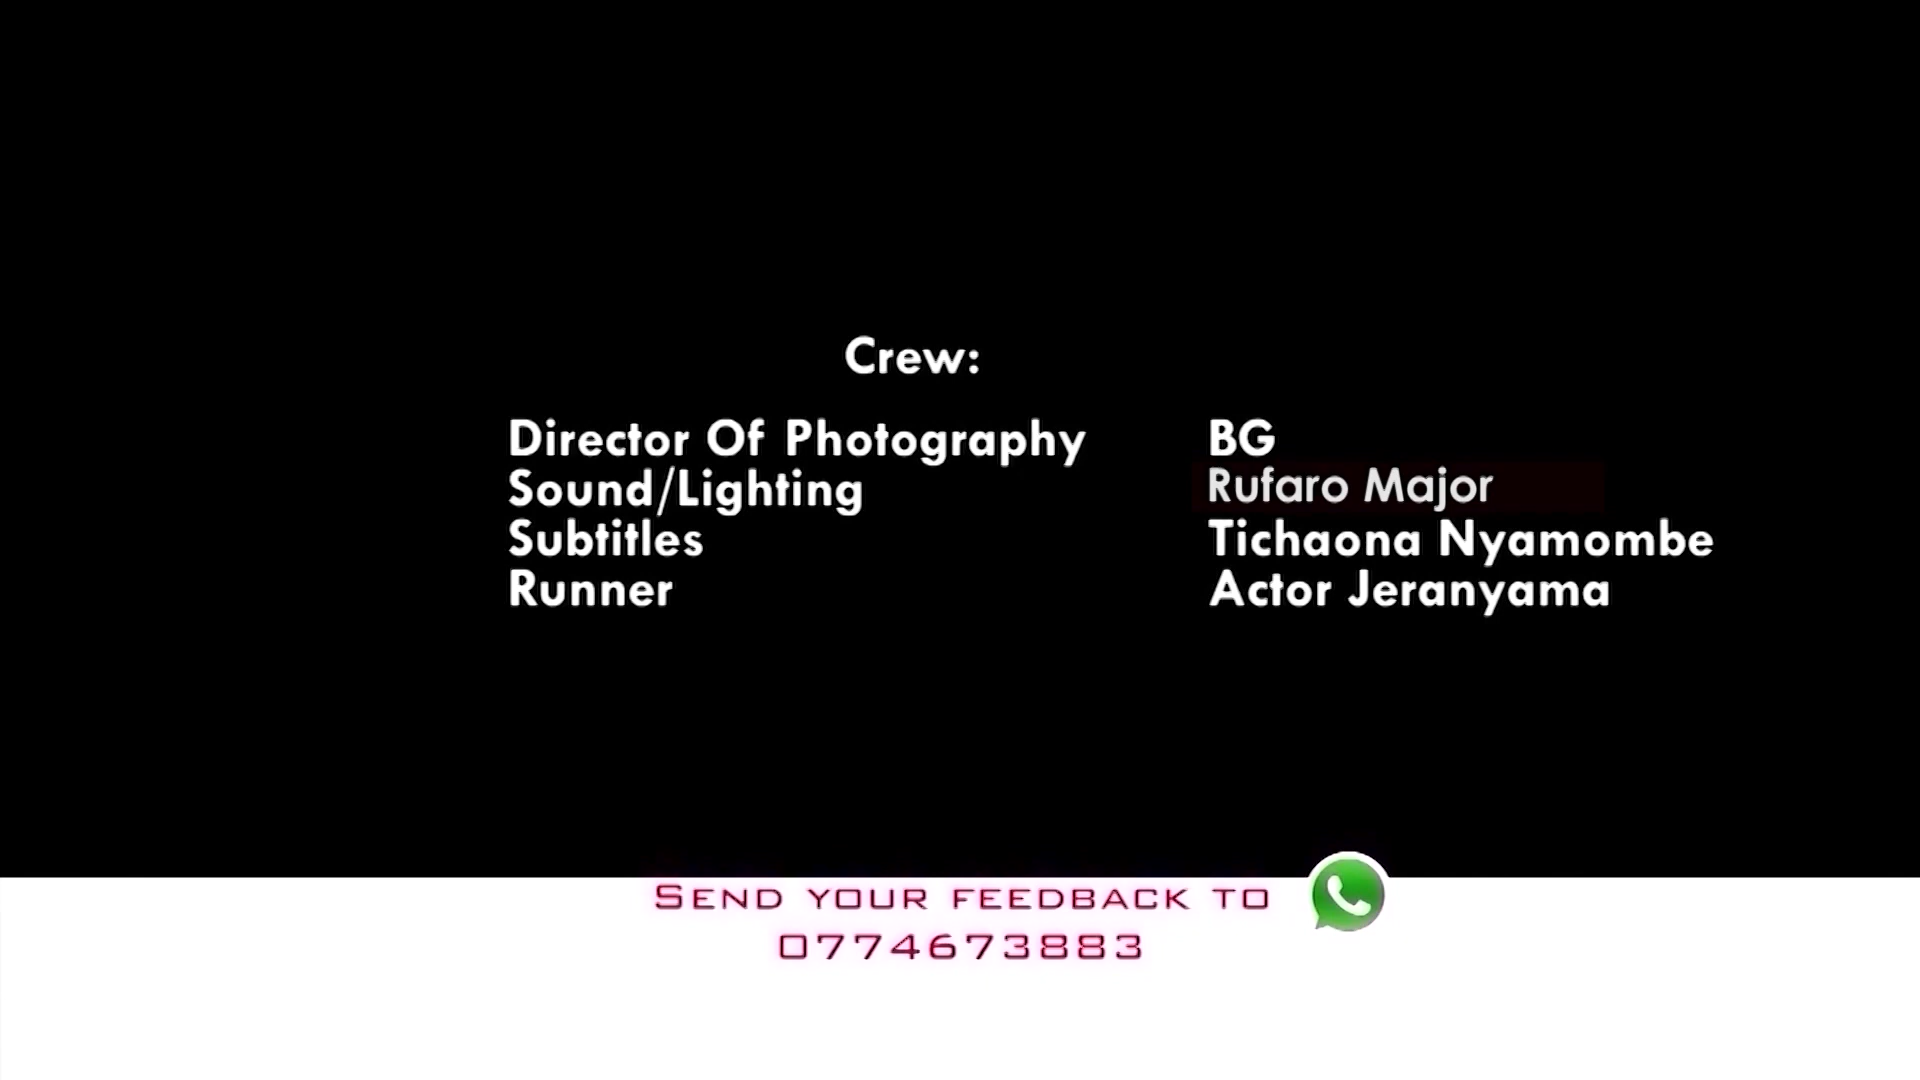 Crew:
Director Of Photography BG
Sound/Lighting Rufaro Major
Subtitles Tichaona Nyamombe
Runner Actor Jeranyama
SEND YOUR FEEDBACK TO
0774673883